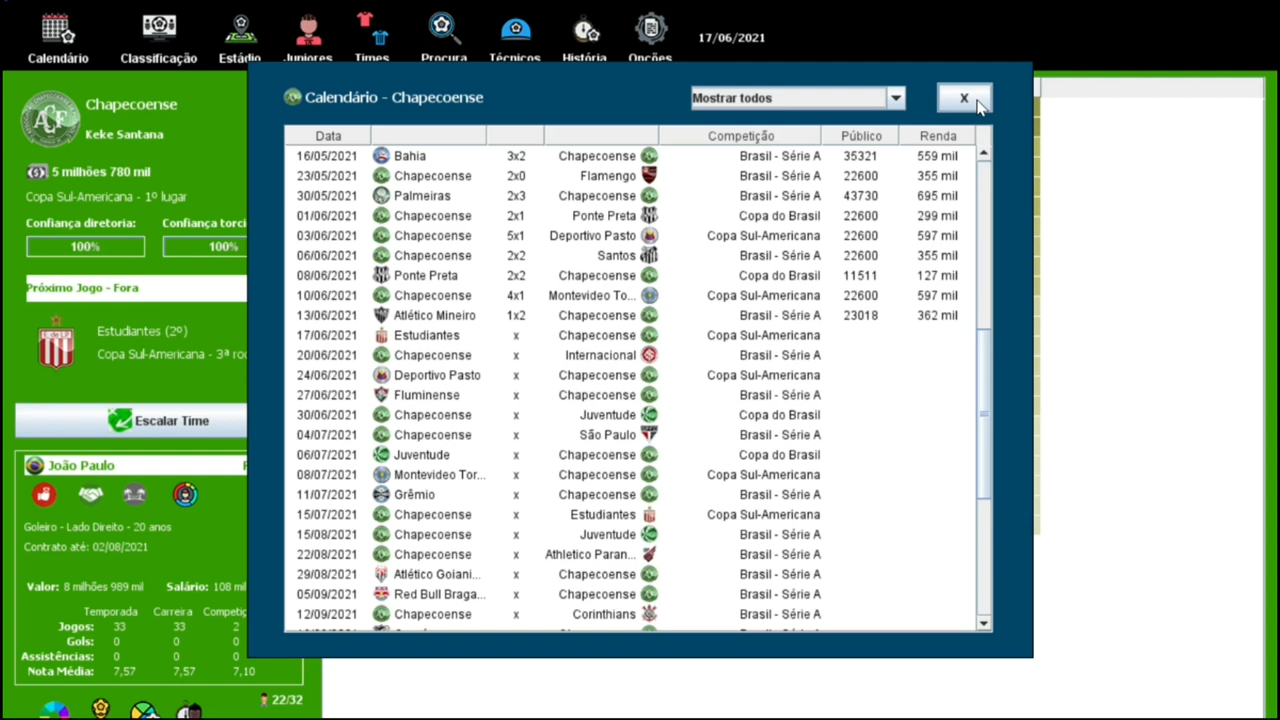 Calendário Classificação Estádio Juniores Times Procura Técnicos História Opções 17/06/2021
Chapecoense
Keke Santana
5 milhões 780 mil
Copa Sul-Americana - 1º lugar
Confiança diretoria: Confiança torci
100% 100%
Próximo Jogo - Fora
Estudiantes (2º)
Copa Sul-Americana - 3ª ro
Escalar Time
João Paulo
Goleiro - Lado Direito - 20 anos
Contrato até: 02/08/2021
Valor: 8 milhões 989 mil Salário: 108 mil
Temporada Carreira Competiç
Jogos: 33 33 2
Gols: 0 0 0
Assistências: 0 0 0
Nota Média: 7,57 7,57 7,10
22/32
Calendário - Chapecoense Mostrar todos X
Data Competição Público Renda
16/05/2021 Bahia 3x2 Chapecoense Brasil - Série A 35321 559 mil
23/05/2021 Chapecoense 2x0 Flamengo Brasil - Série A 22600 355 mil
30/05/2021 Palmeiras 2x3 Chapecoense Brasil - Série A 43730 695 mil
01/06/2021 Chapecoense 2x1 Ponte Preta Copa do Brasil 22600 299 mil
03/06/2021 Chapecoense 5x1 Deportivo Pasto Copa Sul-Americana 22600 597 mil
06/06/2021 Chapecoense 2x2 Santos Brasil - Série A 22600 355 mil
08/06/2021 Ponte Preta 2x2 Chapecoense Copa do Brasil 11511 127 mil
10/06/2021 Chapecoense 4x1 Montevideo To... Copa Sul-Americana 22600 597 mil
13/06/2021 Atlético Mineiro 1x2 Chapecoense Brasil - Série A 23018 362 mil
17/06/2021 Estudiantes x Chapecoense Copa Sul-Americana
20/06/2021 Chapecoense x Internacional Brasil - Série A
24/06/2021 Deportivo Pasto x Chapecoense Copa Sul-Americana
27/06/2021 Fluminense x Chapecoense Brasil - Série A
30/06/2021 Chapecoense x Juventude Copa do Brasil
04/07/2021 Chapecoense x São Paulo Brasil - Série A
06/07/2021 Juventude x Chapecoense Copa do Brasil
08/07/2021 Montevideo Tor... x Chapecoense Copa Sul-Americana
11/07/2021 Grêmio x Chapecoense Brasil - Série A
15/07/2021 Chapecoense x Estudiantes Copa Sul-Americana
15/08/2021 Chapecoense x Juventude Brasil - Série A
22/08/2021 Chapecoense x Athletico Paran... Brasil - Série A
29/08/2021 Atlético Goiani... x Chapecoense Brasil - Série A
05/09/2021 Red Bull Braga... x Chapecoense Brasil - Série A
12/09/2021 Chapecoense x Corinthians Brasil - Série A